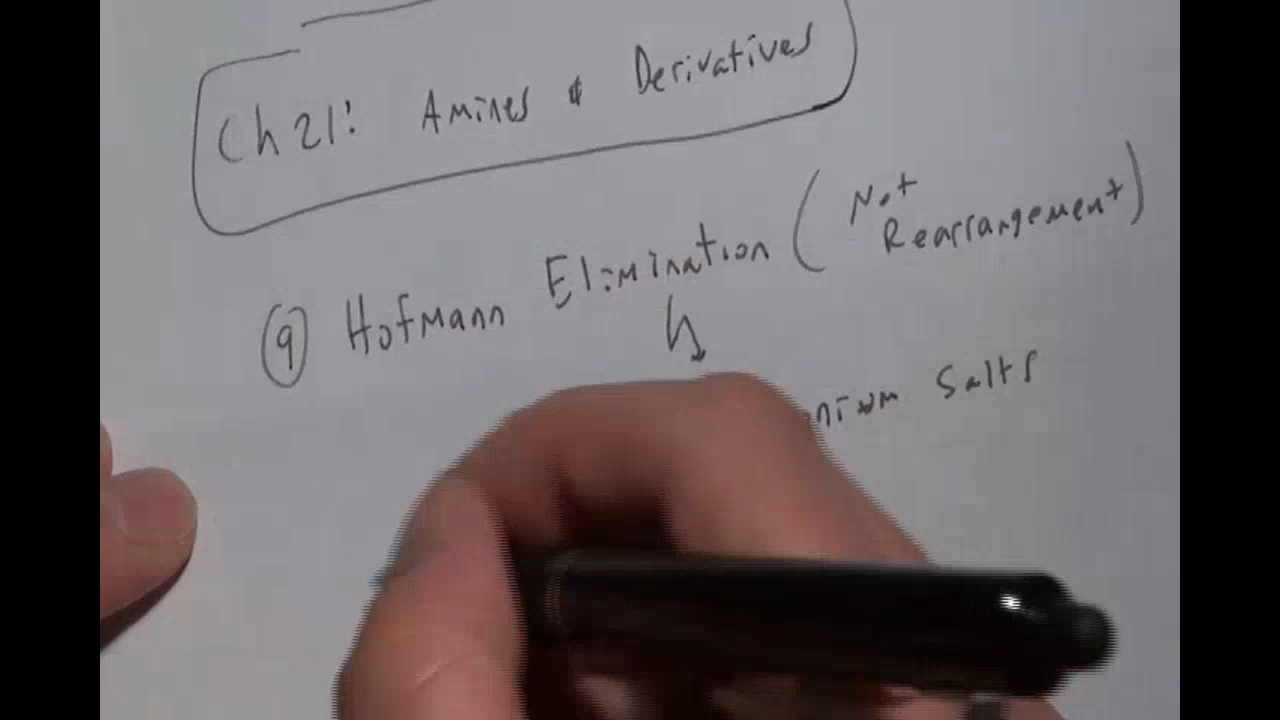 Ch 21: Amines & Derivatives
⑨ Hofmann Elimination (Not Rearrangement)
Salts